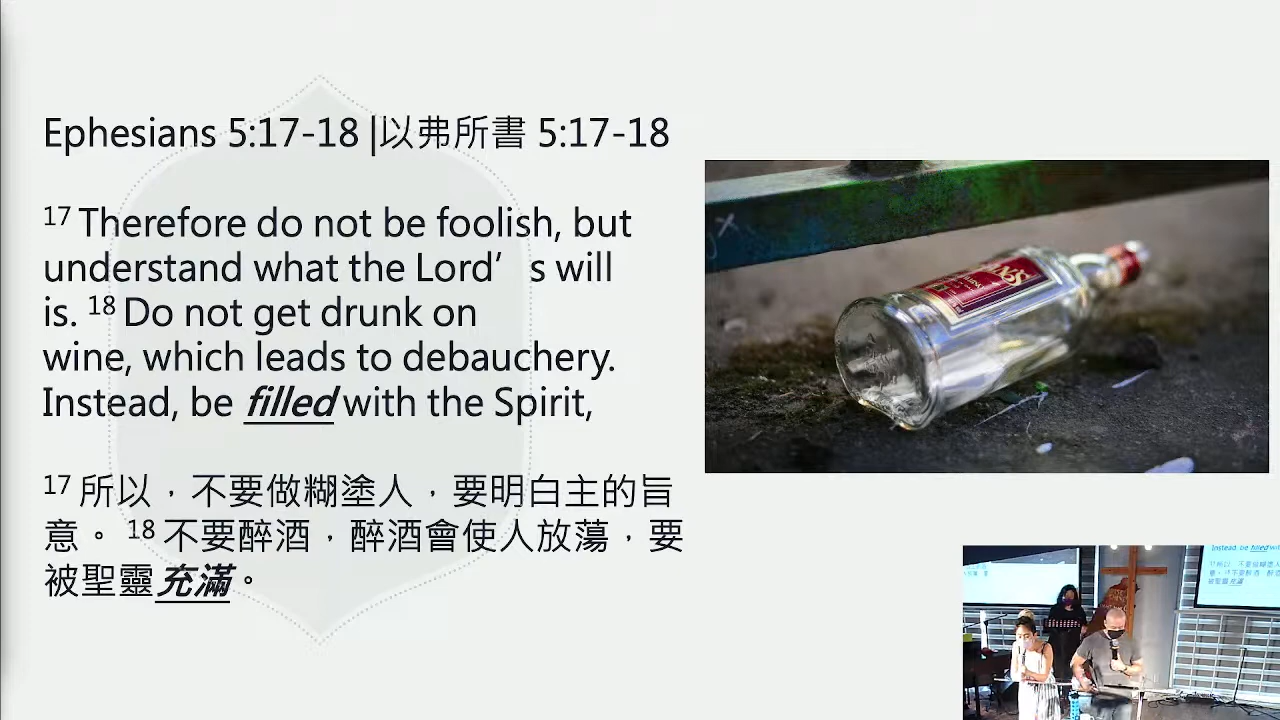 Ephesians 5:17-18 |以弗所書 5:17-18
17 Therefore do not be foolish, but
understand what the Lord’s will
is. 18 Do not get drunk on
wine, which leads to debauchery.
Instead, be filled with the Spirit,
17 所以，不要做糊塗人，要明白主的旨
意。 18 不要醉酒，醉酒會使人放蕩，要
被聖靈充滿。